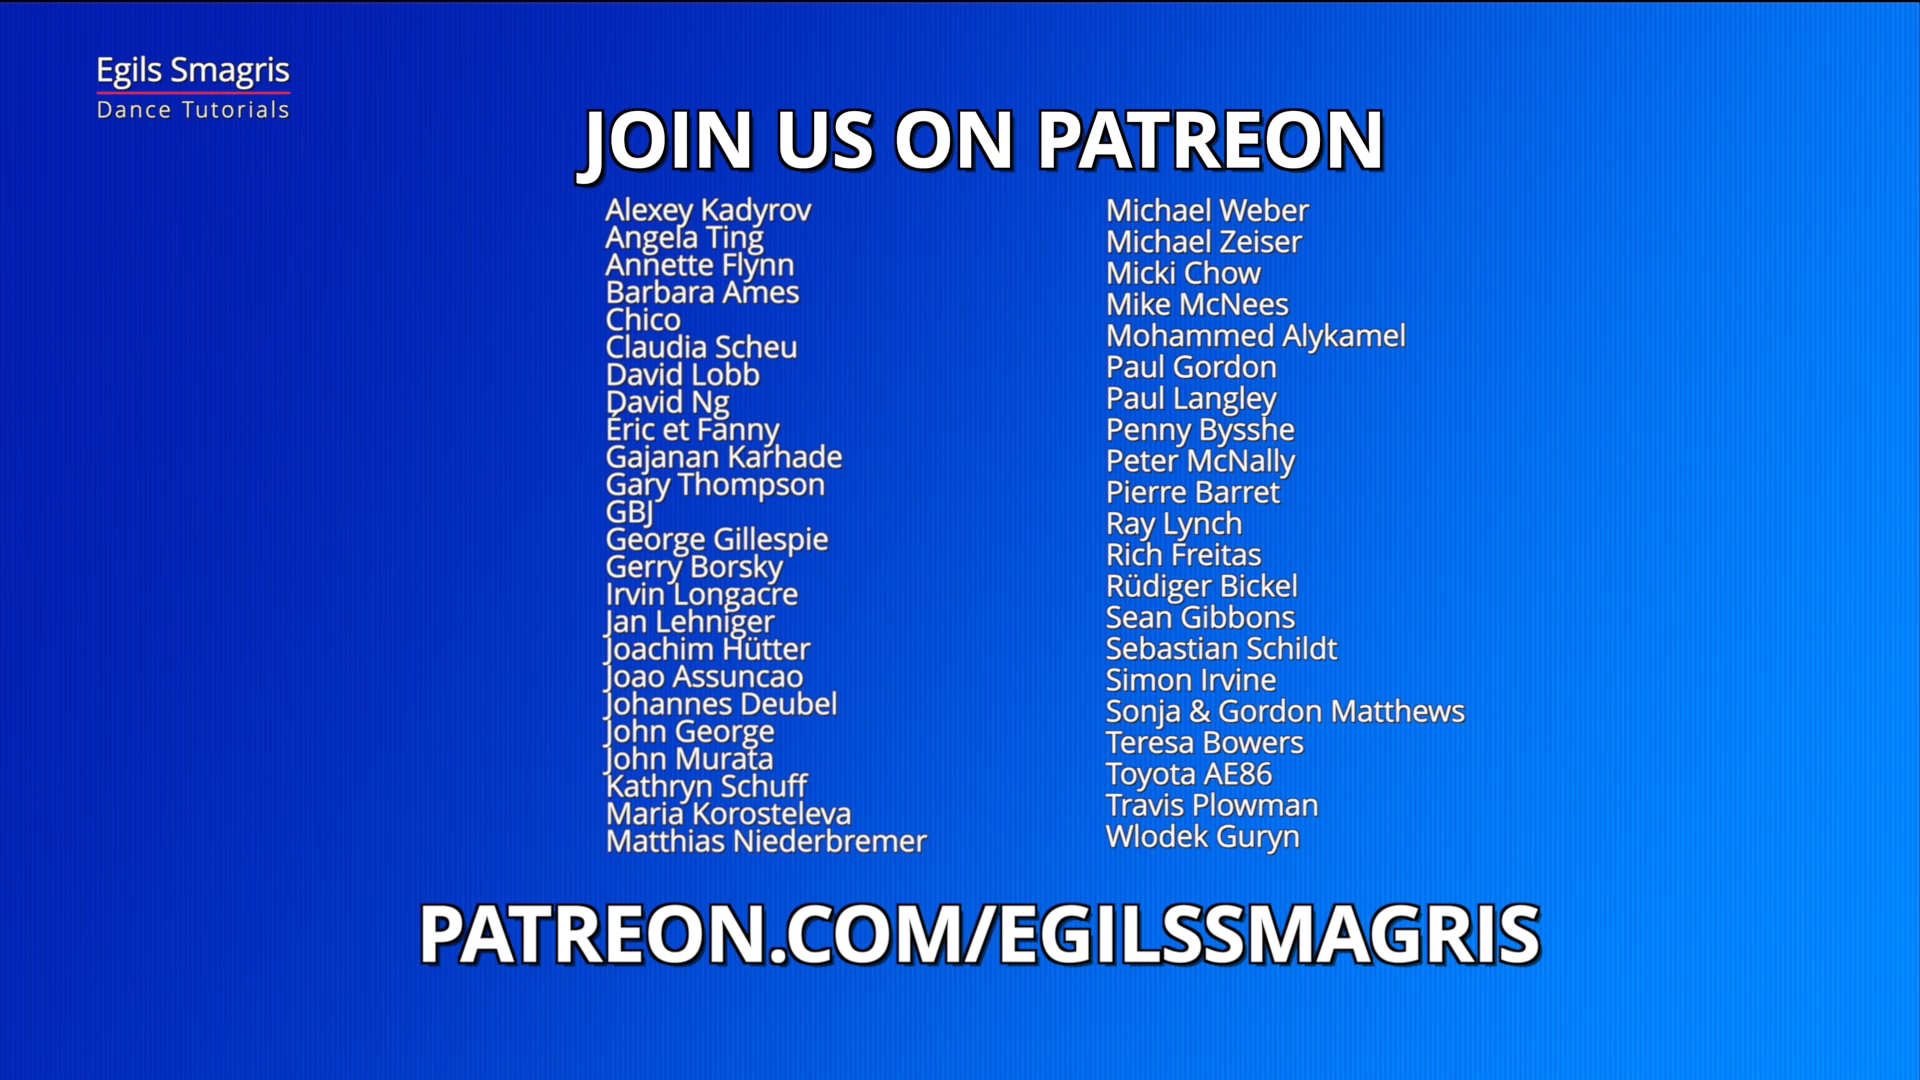 Egils Smagris
Dance Tutorials
JOIN US ON PATREON
Alexey Kadyrov
Angela Ting
Annette Flynn
Barbara Ames
Chico
Claudia Scheu
David Lobb
David Ng
Éric et Fanny
Gajanan Karhade
Gary Thompson
GBJ
George Gillespie
Gerry Borsky
Irvin Longacre
Jan Lehniger
Joachim Hütter
Joao Assuncao
Johannes Deubel
John George
John Murata
Kathryn Schuff
Maria Korosteleva
Matthias Niederbremer
Michael Weber
Michael Zeiser
Micki Chow
Mike McNees
Mohammed Alykamel
Paul Gordon
Paul Langley
Penny Bysshe
Peter McNally
Pierre Barret
Ray Lynch
Rich Freitas
Rüdiger Bickel
Sean Gibbons
Sebastian Schildt
Simon Irvine
Sonja & Gordon Matthews
Teresa Bowers
Toyota AE86
Travis Plowman
Wlodek Guryn
PATREON.COM/EGILSSMAGRIS